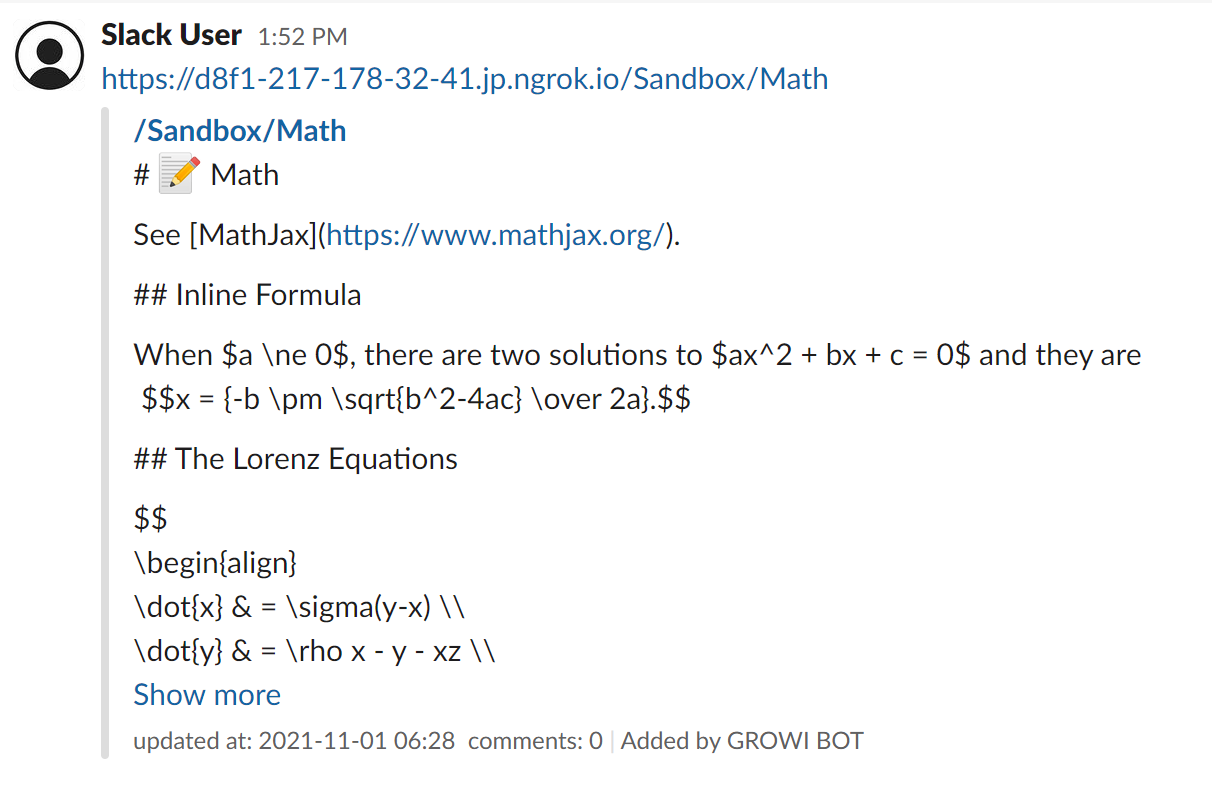 Slack User 1:52 PM
https://d8f1-217-178-32-41.jp.ngrok.io/Sandbox/Math
/Sandbox/Math
# 📝 Math
See [MathJax](https://www.mathjax.org/).
## Inline Formula
When $a \ne 0$, there are two solutions to $ax^2 + bx + c = 0$ and they are
$$x = {-b \pm \sqrt{b^2-4ac} \over 2a}.$$
## The Lorenz Equations
$$
\begin{align}
\dot{x} & = \sigma(y-x) \\
\dot{y} & = \rho x - y - xz \\
Show more
updated at: 2021-11-01 06:28 comments: 0 | Added by GROWI BOT